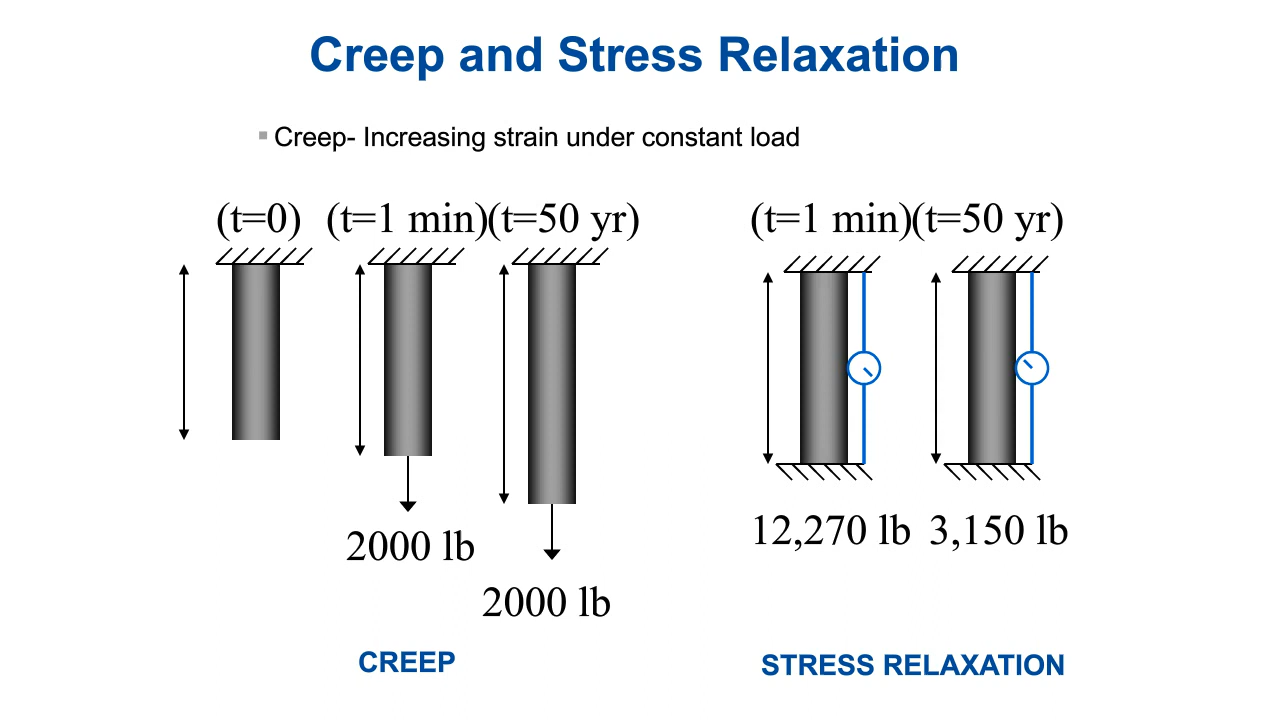 Creep and Stress Relaxation
Creep- Increasing strain under constant load
(t=0) (t=1 min)(t=50 yr)
(t=1 min)(t=50 yr)
2000 lb
2000 lb
12,270 lb 3,150 lb
CREEP
STRESS RELAXATION